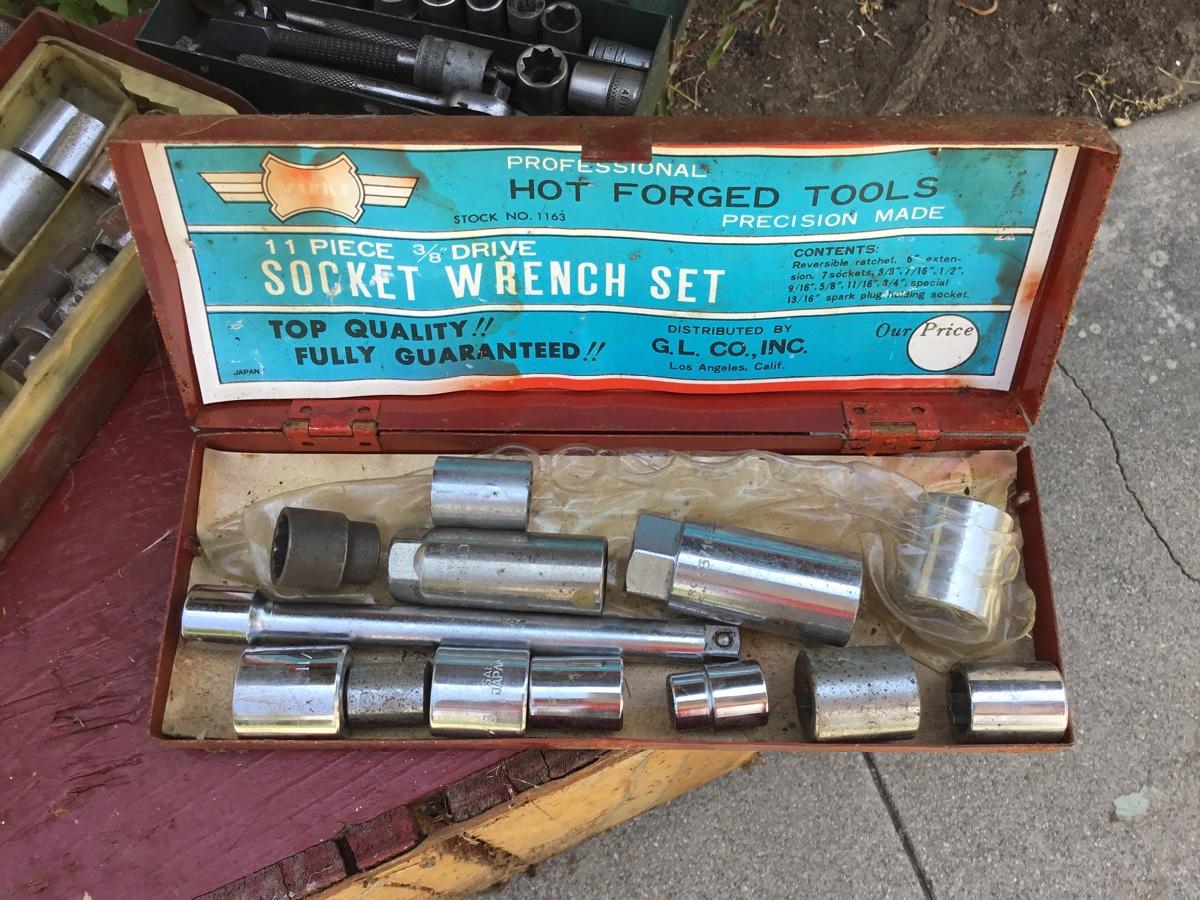 MARK I
PROFESSIONAL
HOT FORGED TOOLS
STOCK NO. 1163
PRECISION MADE
11 PIECE 3/8" DRIVE
SOCKET WRENCH SET
CONTENTS:
Reversible ratchet, 6" exten-
sion, 7 sockets, 3/8", 7/16", 1/2",
9/16", 5/8", 11/16", 3/4", special
13/16" spark plug holding socket.
TOP QUALITY!!
FULLY GUARANTEED!!
JAPAN
DISTRIBUTED BY
G.L. CO., INC.
Los Angeles, Calif.
Our Price
JAPAN